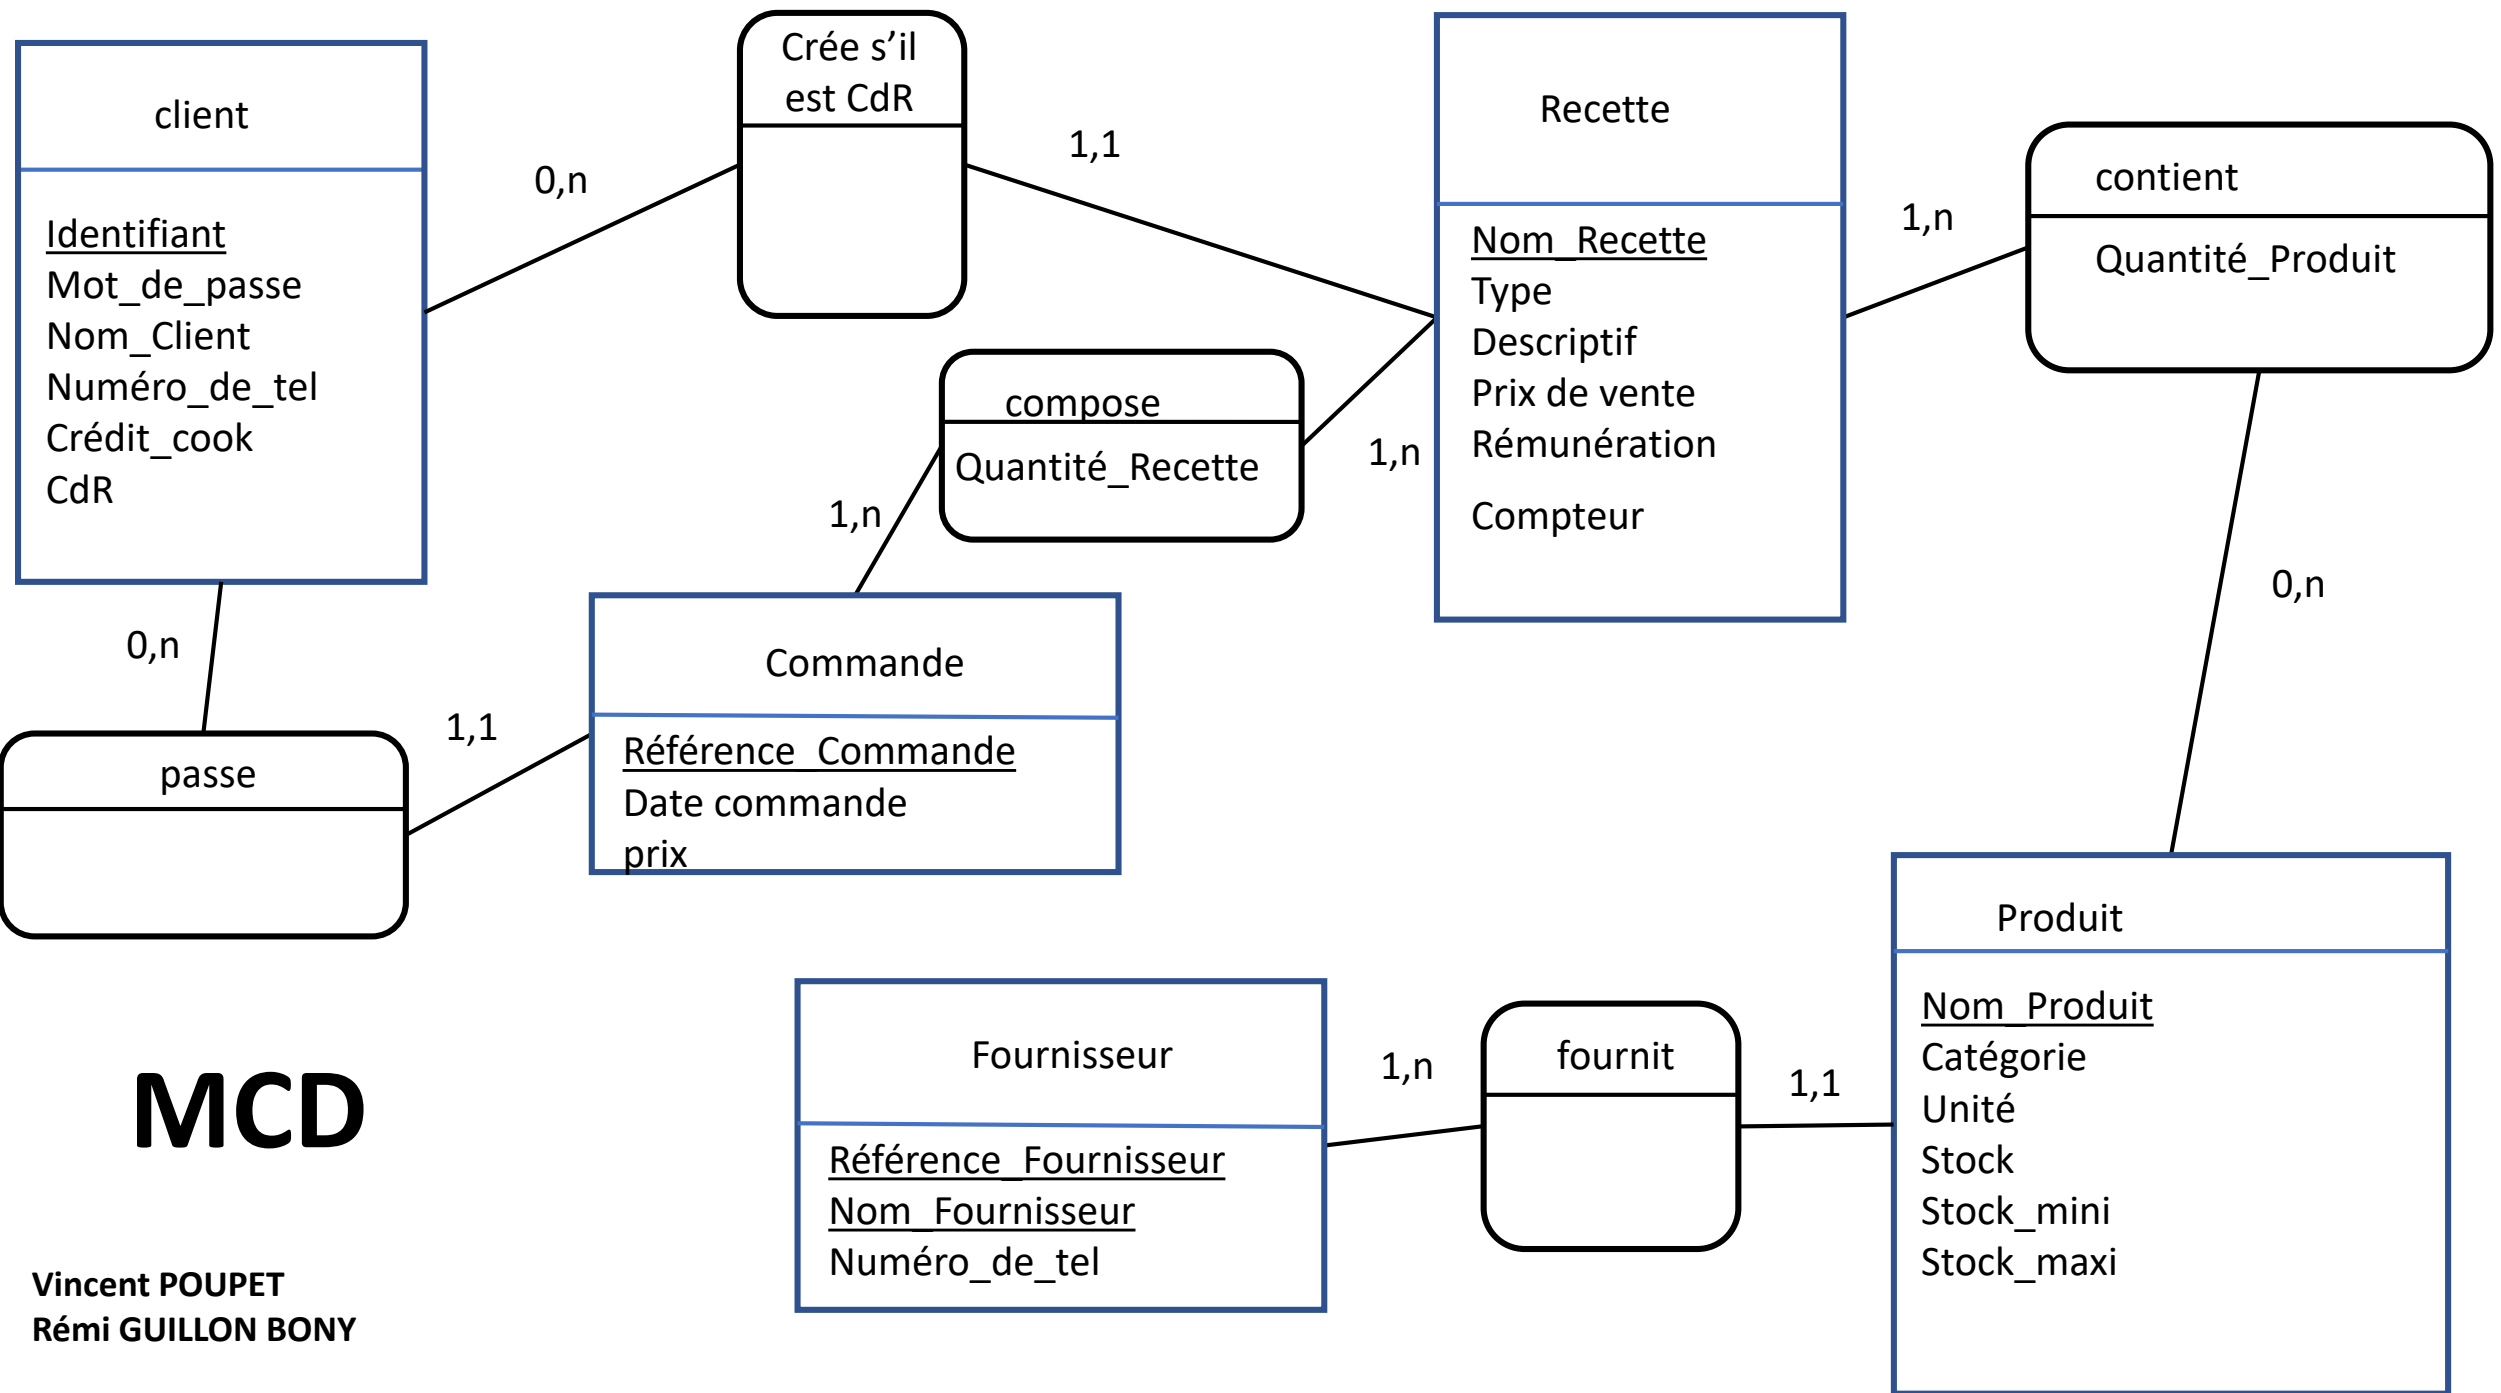 client
Identifiant
Mot_de_passe
Nom_Client
Numéro_de_tel
Crédit_cook
CdR
0,n
Crée s’il
est CdR
1,1
Recette
Nom_Recette
Type
Descriptif
Prix de vente
Rémunération
Compteur
1,n
contient
Quantité_Produit
compose
Quantité_Recette
1,n
1,n
0,n
0,n
passe
1,1
Commande
Référence_Commande
Date commande
prix
Produit
Nom_Produit
Catégorie
Unité
Stock
Stock_mini
Stock_maxi
Fournisseur
Référence_Fournisseur
Nom_Fournisseur
Numéro_de_tel
1,n
fournit
1,1
MCD
Vincent POUPET
Rémi GUILLON BONY